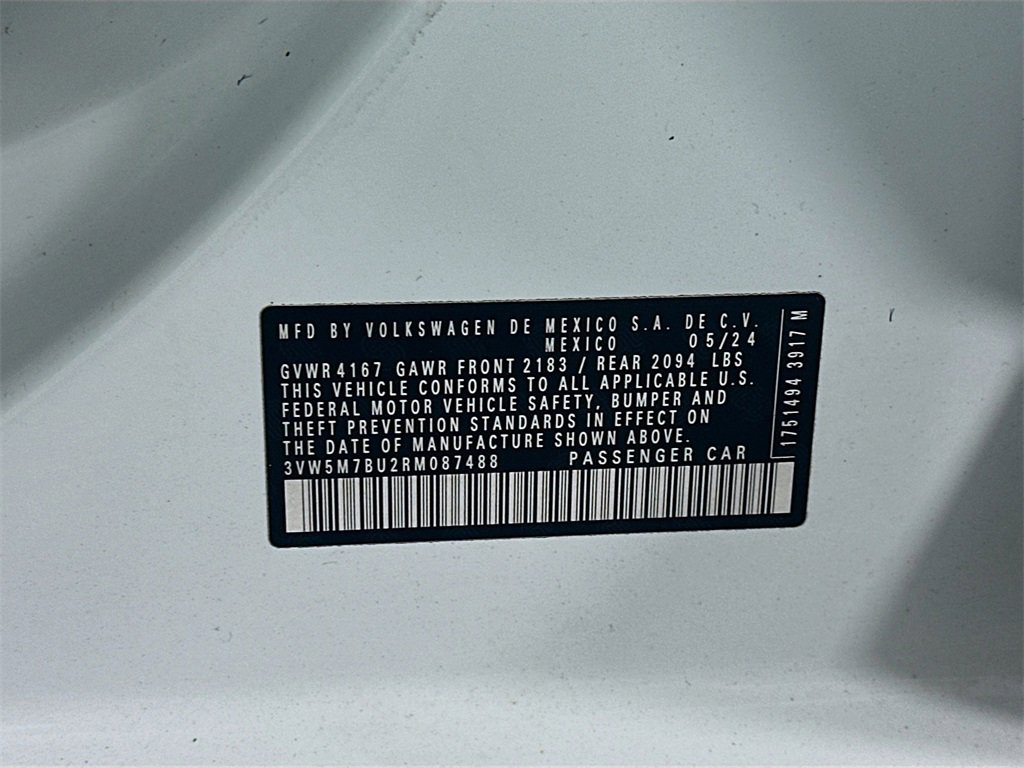 MFD BY VOLKSWAGEN DE MEXICO S.A. DE C.V.
MEXICO 05/24
GVWR 4167 GAWR FRONT 2183 / REAR 2094 LBS
THIS VEHICLE CONFORMS TO ALL APPLICABLE U.S.
FEDERAL MOTOR VEHICLE SAFETY, BUMPER AND
THEFT PREVENTION STANDARDS IN EFFECT ON
THE DATE OF MANUFACTURE SHOWN ABOVE.
3VW5M7BU2RM087488 PASSENGER CAR
1751494 3917 M